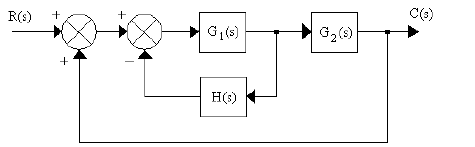 R(s) + + G₁(s) G₂(s) C(s)
+ −
H(s)